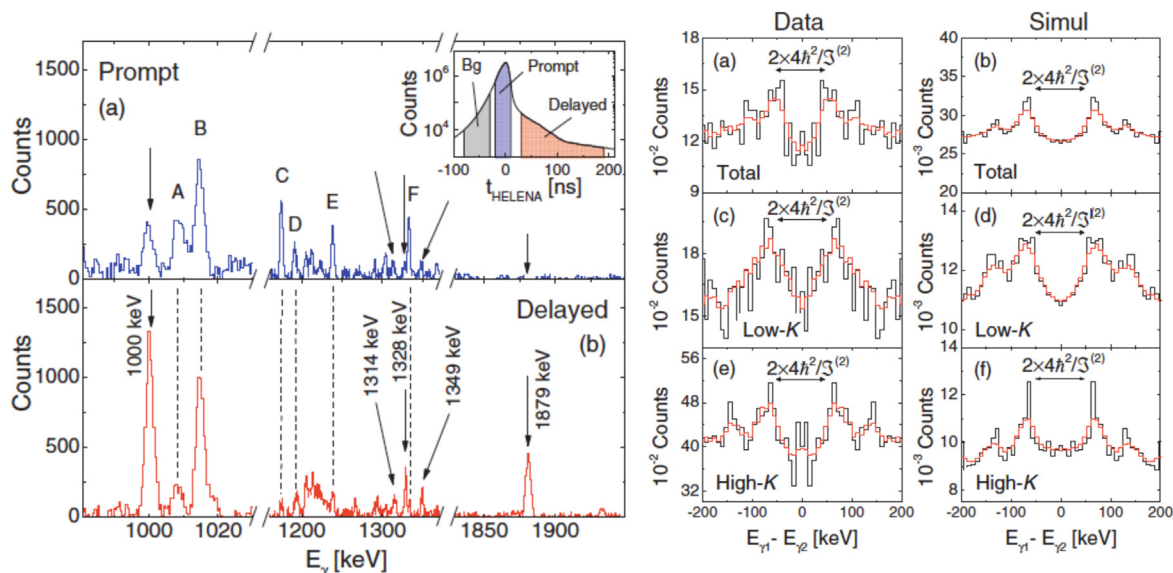 Prompt
(a)
Counts
1500
1000
500
0
A
B
C
D
E
F
Bg
Prompt
Delayed
Counts
10⁶
10⁴
-100
0
100
200
t_HELENA [ns]
Delayed
(b)
Counts
1500
1000
500
0
1000 keV
1314 keV
1328 keV
1349 keV
1879 keV
1000
1020
1200
1300
1850
1900
E_γ [keV]
Data
Simul
(a)
2×4ℏ²/ℑ⁽²⁾
Total
10⁻² Counts
18
15
12
9
(b)
2×4ℏ²/ℑ⁽²⁾
Total
10⁻³ Counts
40
35
30
25
20
(c)
2×4ℏ²/ℑ⁽²⁾
Low-K
10⁻² Counts
18
15
(d)
2×4ℏ²/ℑ⁽²⁾
Low-K
10⁻³ Counts
14
13
12
11
10
(e)
2×4ℏ²/ℑ⁽²⁾
High-K
10⁻² Counts
56
48
40
32
(f)
2×4ℏ²/ℑ⁽²⁾
High-K
10⁻³ Counts
14
12
10
8
-200
-100
0
100
200
E_γ1 - E_γ2 [keV]
-200
-100
0
100
200
E_γ1 - E_γ2 [keV]